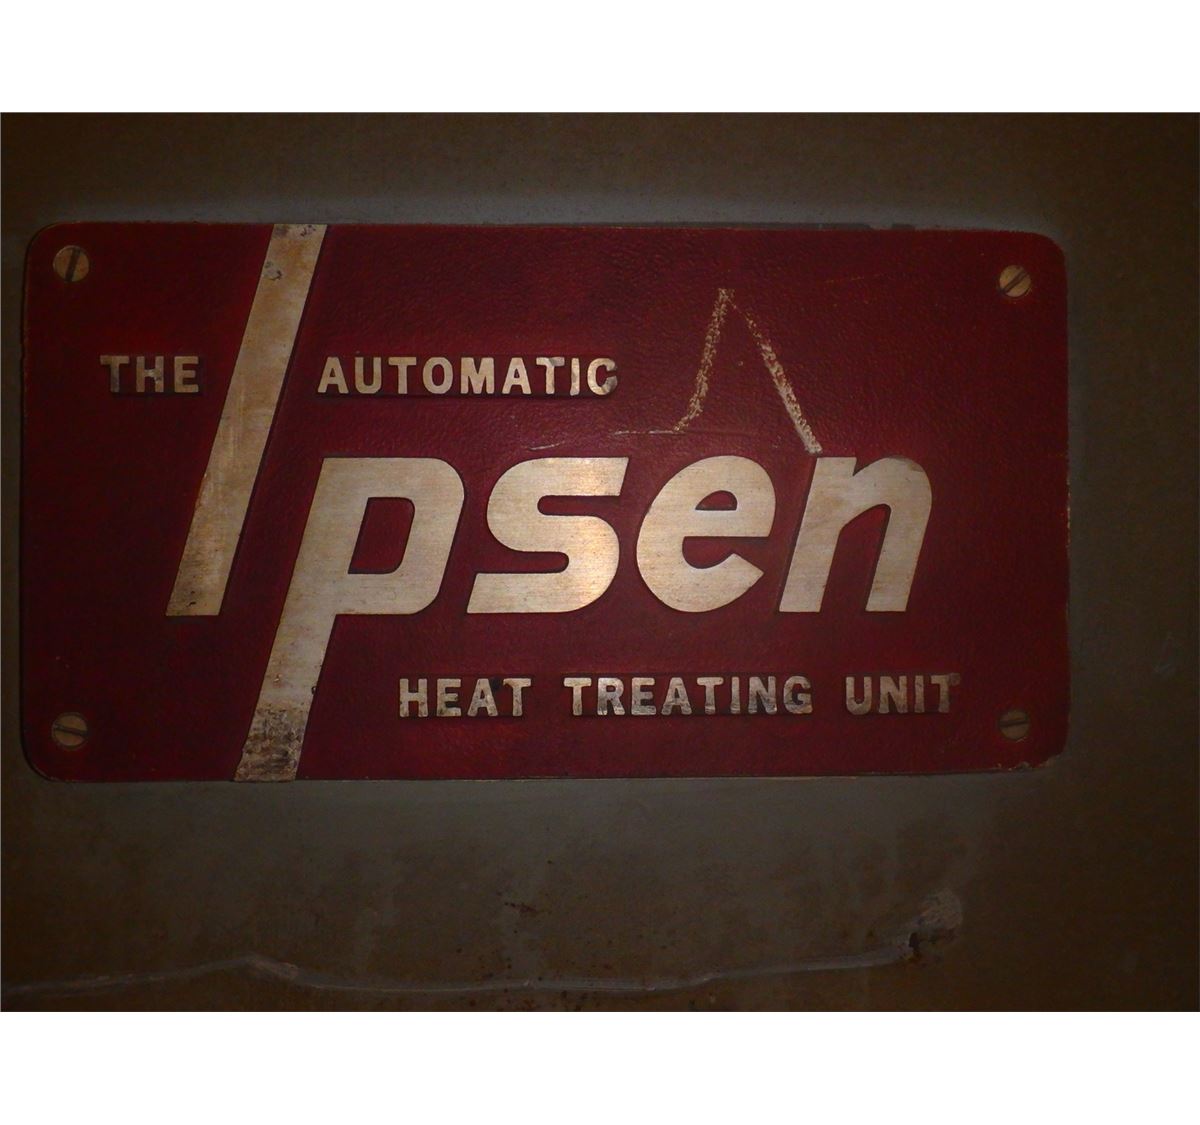 THE AUTOMATIC
Ipsen
HEAT TREATING UNIT